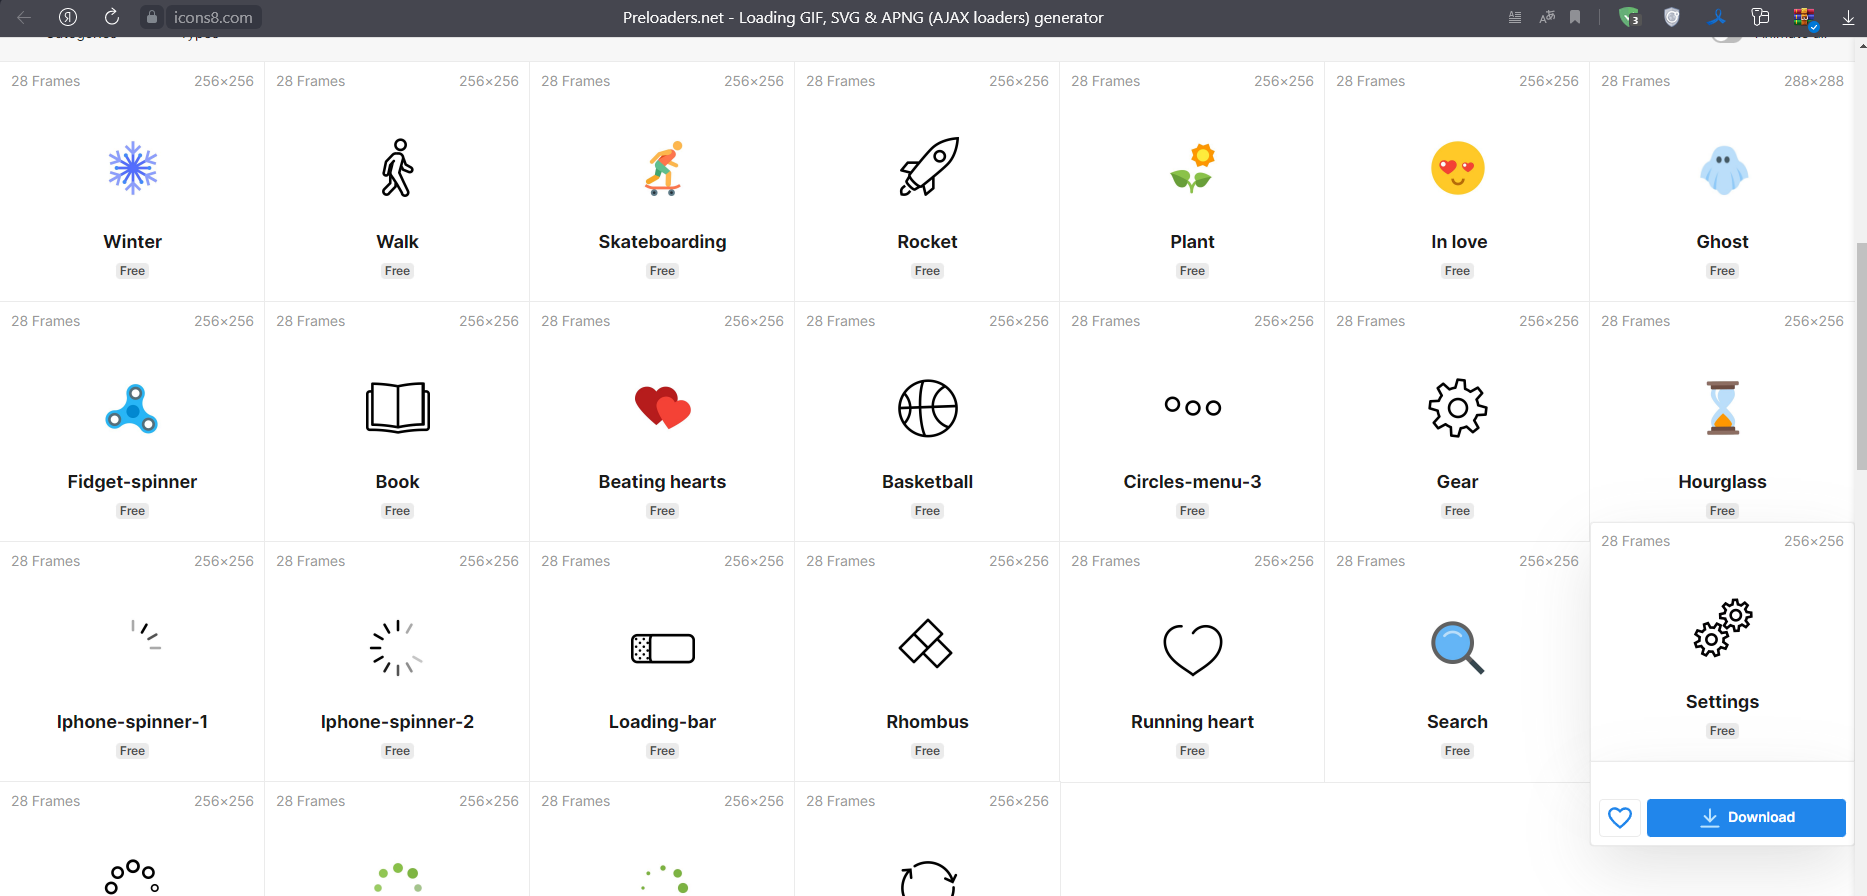 icons8.com
Preloaders.net - Loading GIF, SVG & APNG (AJAX loaders) generator
3
Categories
Types
Animate all
28 Frames 256×256
28 Frames 256×256
28 Frames 256×256
28 Frames 256×256
28 Frames 256×256
28 Frames 256×256
28 Frames 288×288
Winter
Walk
Skateboarding
Rocket
Plant
In love
Ghost
Free
Free
Free
Free
Free
Free
Free
28 Frames 256×256
28 Frames 256×256
28 Frames 256×256
28 Frames 256×256
28 Frames 256×256
28 Frames 256×256
28 Frames 256×256
Fidget-spinner
Book
Beating hearts
Basketball
Circles-menu-3
Gear
Hourglass
Free
Free
Free
Free
Free
Free
Free
28 Frames 256×256
28 Frames 256×256
28 Frames 256×256
28 Frames 256×256
28 Frames 256×256
28 Frames 256×256
28 Frames 256×256
Iphone-spinner-1
Iphone-spinner-2
Loading-bar
Rhombus
Running heart
Search
Settings
Free
Free
Free
Free
Free
Free
Free
28 Frames 256×256
28 Frames 256×256
28 Frames 256×256
28 Frames 256×256
Download